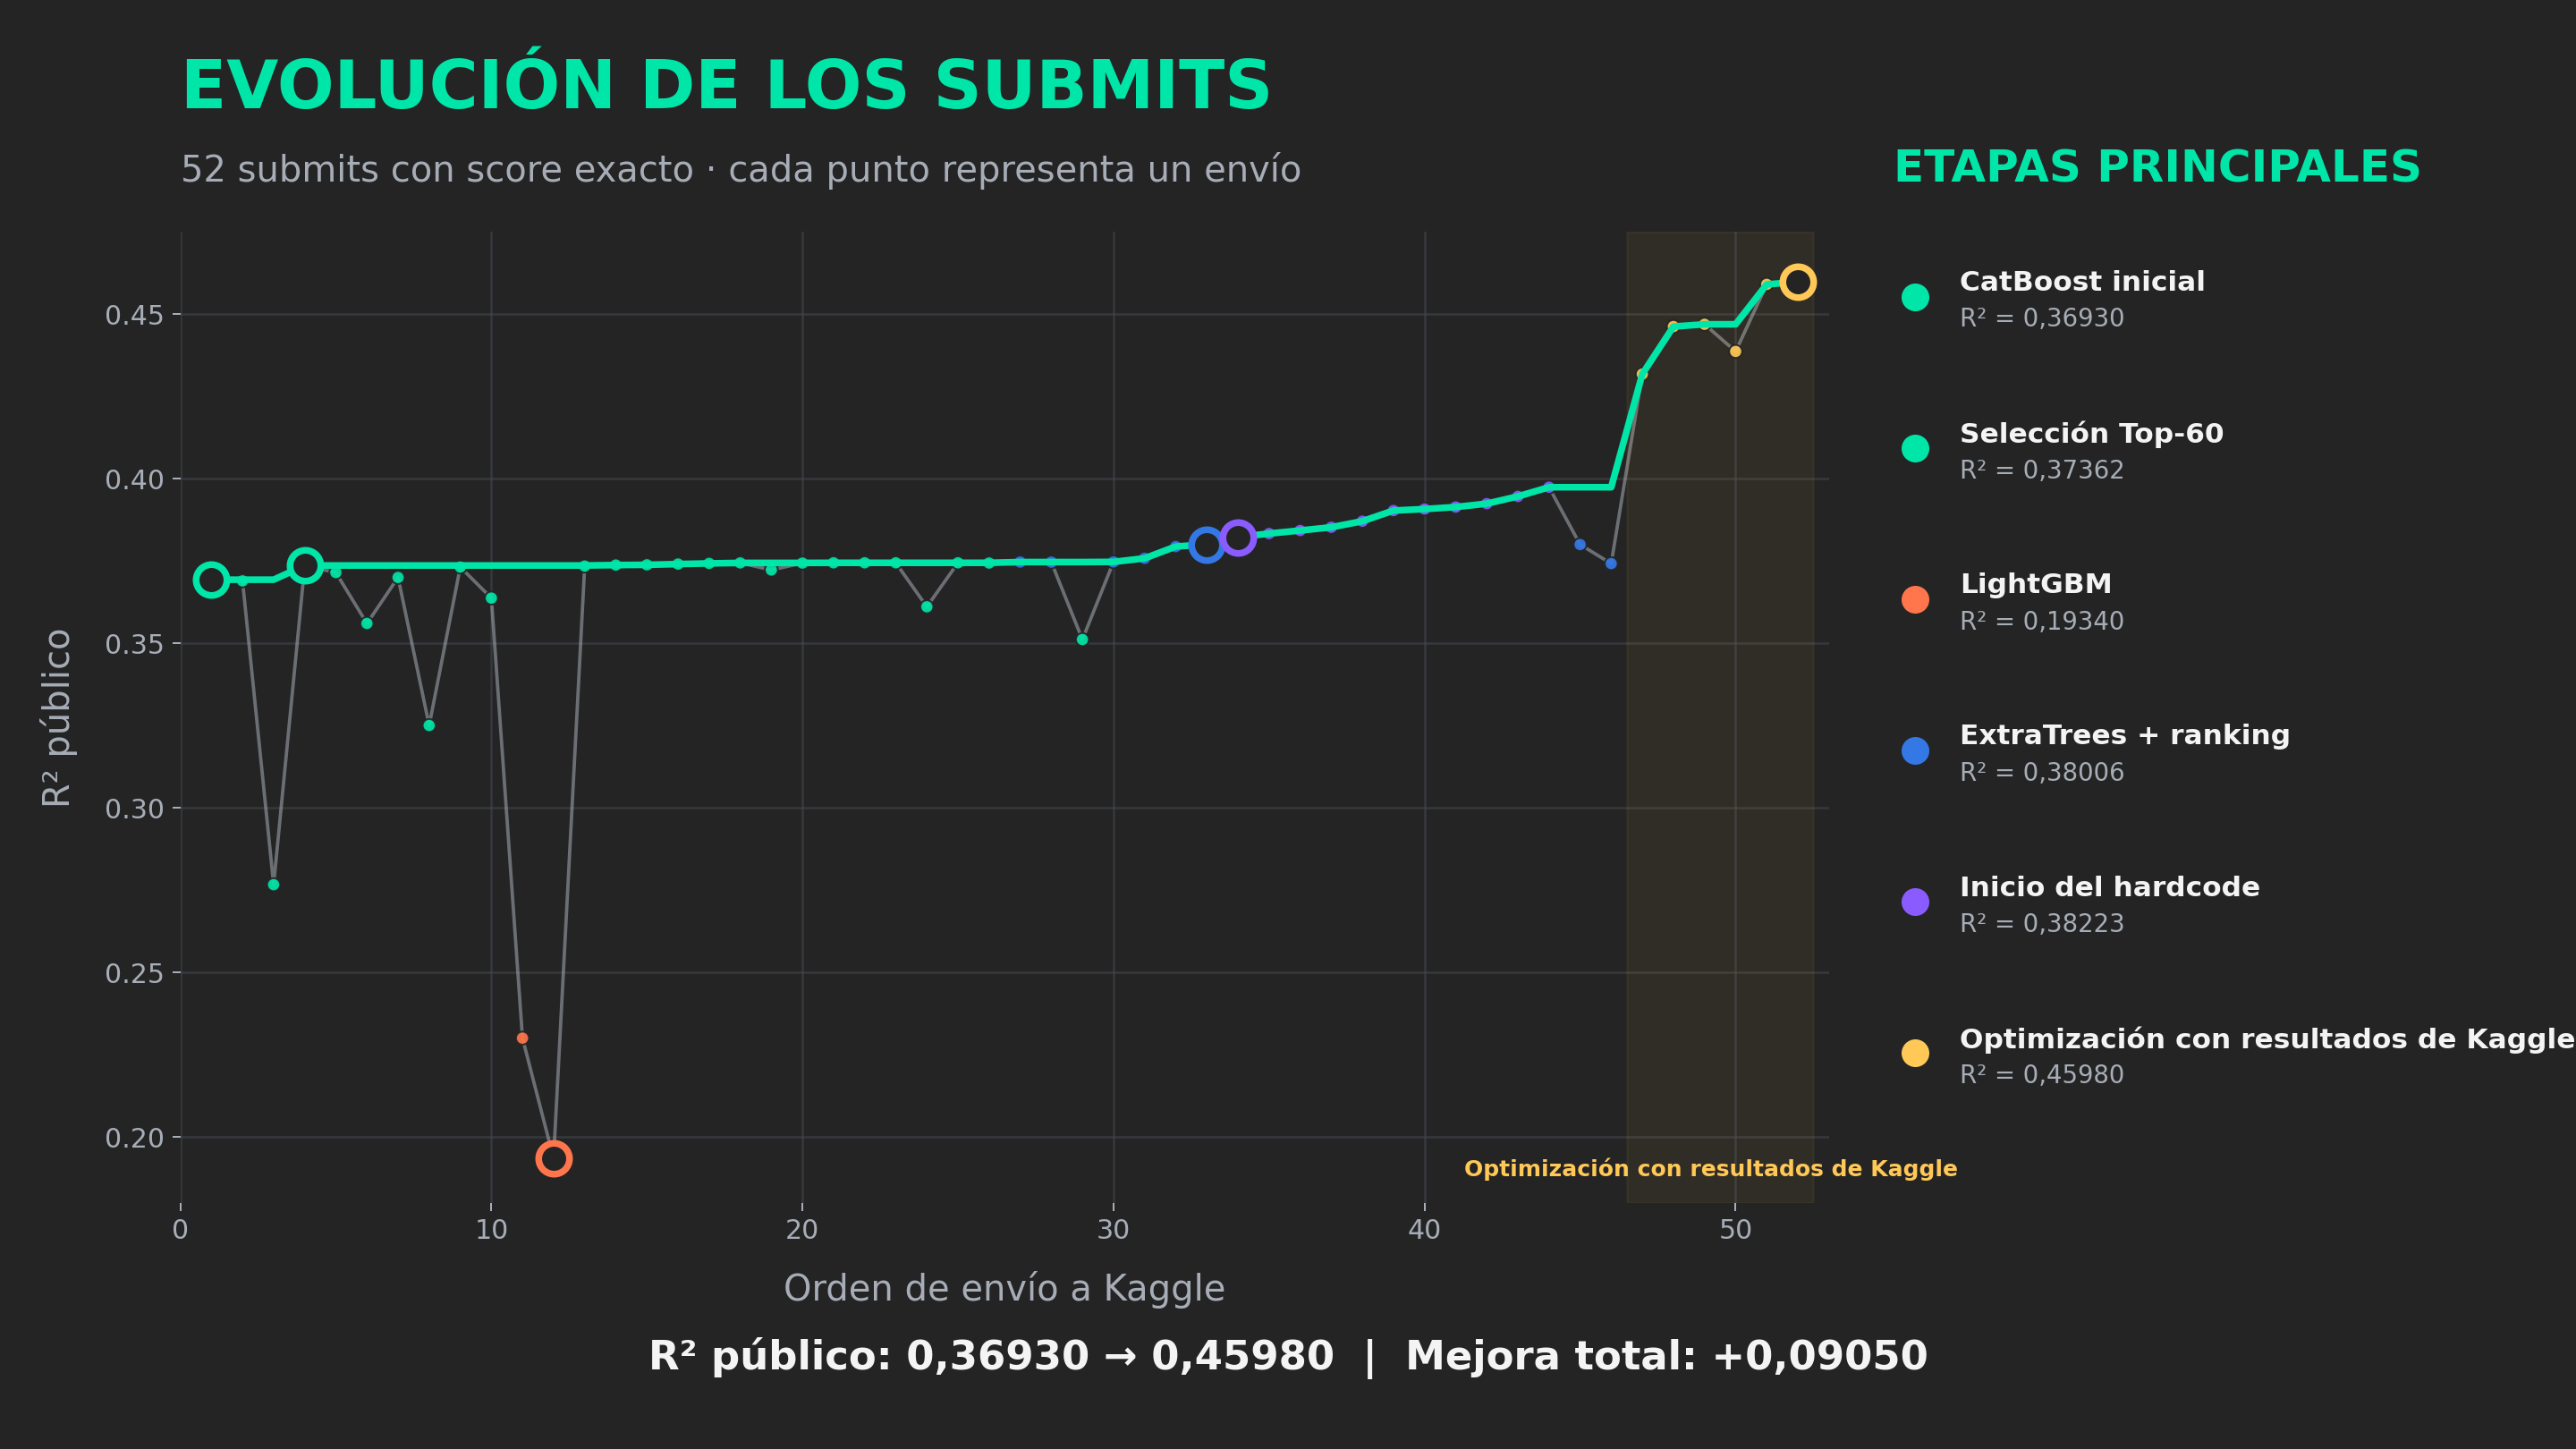 EVOLUCIÓN DE LOS SUBMITS
52 submits con score exacto · cada punto representa un envío
R² público
0.45
0.40
0.35
0.30
0.25
0.20
0
10
20
30
40
50
Optimización con resultados de Kaggle
Orden de envío a Kaggle
ETAPAS PRINCIPALES
CatBoost inicial
R² = 0,36930
Selección Top-60
R² = 0,37362
LightGBM
R² = 0,19340
ExtraTrees + ranking
R² = 0,38006
Inicio del hardcode
R² = 0,38223
Optimización con resultados de Kaggle
R² = 0,45980
R² público: 0,36930 → 0,45980 | Mejora total: +0,09050